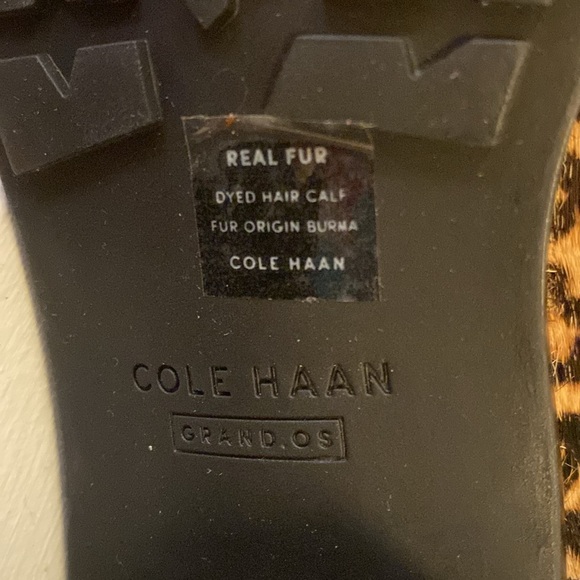 REAL FUR
DYED HAIR CALF
FUR ORIGIN BURMA
COLE HAAN
COLE HAAN
GRAND.OS